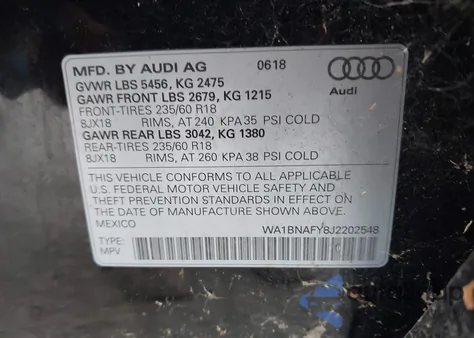 MFD. BY AUDI AG 0618
GVWR LBS 5456, KG 2475
GAWR FRONT LBS 2679, KG 1215
FRONT-TIRES 235/60 R18
8JX18 RIMS, AT 240 KPA 35 PSI COLD
GAWR REAR LBS 3042, KG 1380
REAR-TIRES 235/60 R18
8JX18 RIMS, AT 260 KPA 38 PSI COLD
Audi
THIS VEHICLE CONFORMS TO ALL APPLICABLE
U.S. FEDERAL MOTOR VEHICLE SAFETY AND
THEFT PREVENTION STANDARDS IN EFFECT ON
THE DATE OF MANUFACTURE SHOWN ABOVE.
MEXICO WA1BNAFY8J2202548
TYPE:
MPV